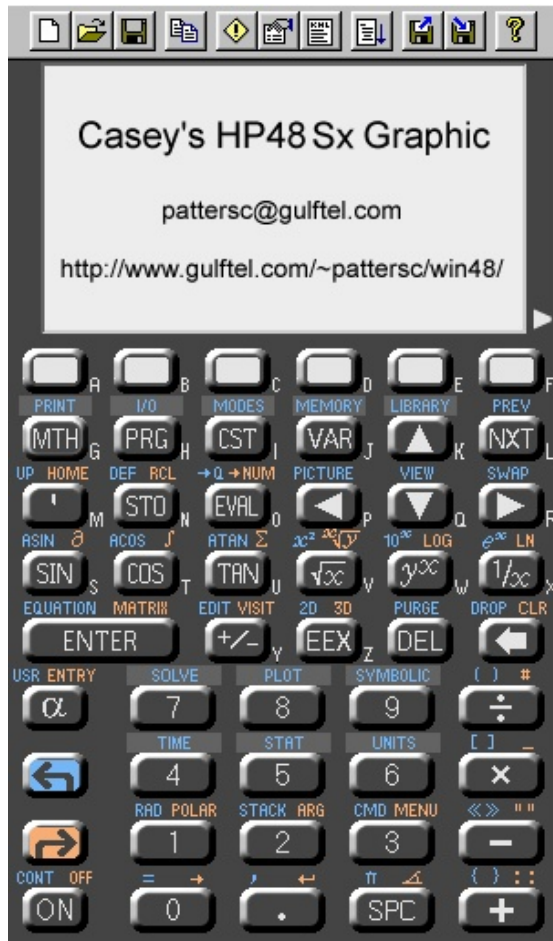 Casey's HP48 Sx Graphic
pattersc@gulftel.com
http://www.gulftel.com/~pattersc/win48/
A B C D E F
PRINT I/O MODES MEMORY LIBRARY PREV
MTH G PRG H CST I VAR J ▲ K NXT L
UP HOME DEF RCL →Q →NUM PICTURE VIEW SWAP
' M STO N EVAL O ◀ P ▼ Q ▶ R
ASIN ∂ ACOS ∫ ATAN Σ x² ˣ√y 10ˣ LOG eˣ LN
SIN S COS T TAN U √x V yˣ W 1/x X
EQUATION MATRIX EDIT VISIT 2D 3D PURGE DROP CLR
ENTER +/- Y EEX Z DEL
USR ENTRY SOLVE PLOT SYMBOLIC ( ) #
α 7 8 9 ÷
TIME STAT UNITS [ ] _
4 5 6 ×
RAD POLAR STACK ARG CMD MENU « » " "
1 2 3 −
CONT OFF = → , ↵ π ∡ { } : :
ON 0 . SPC +